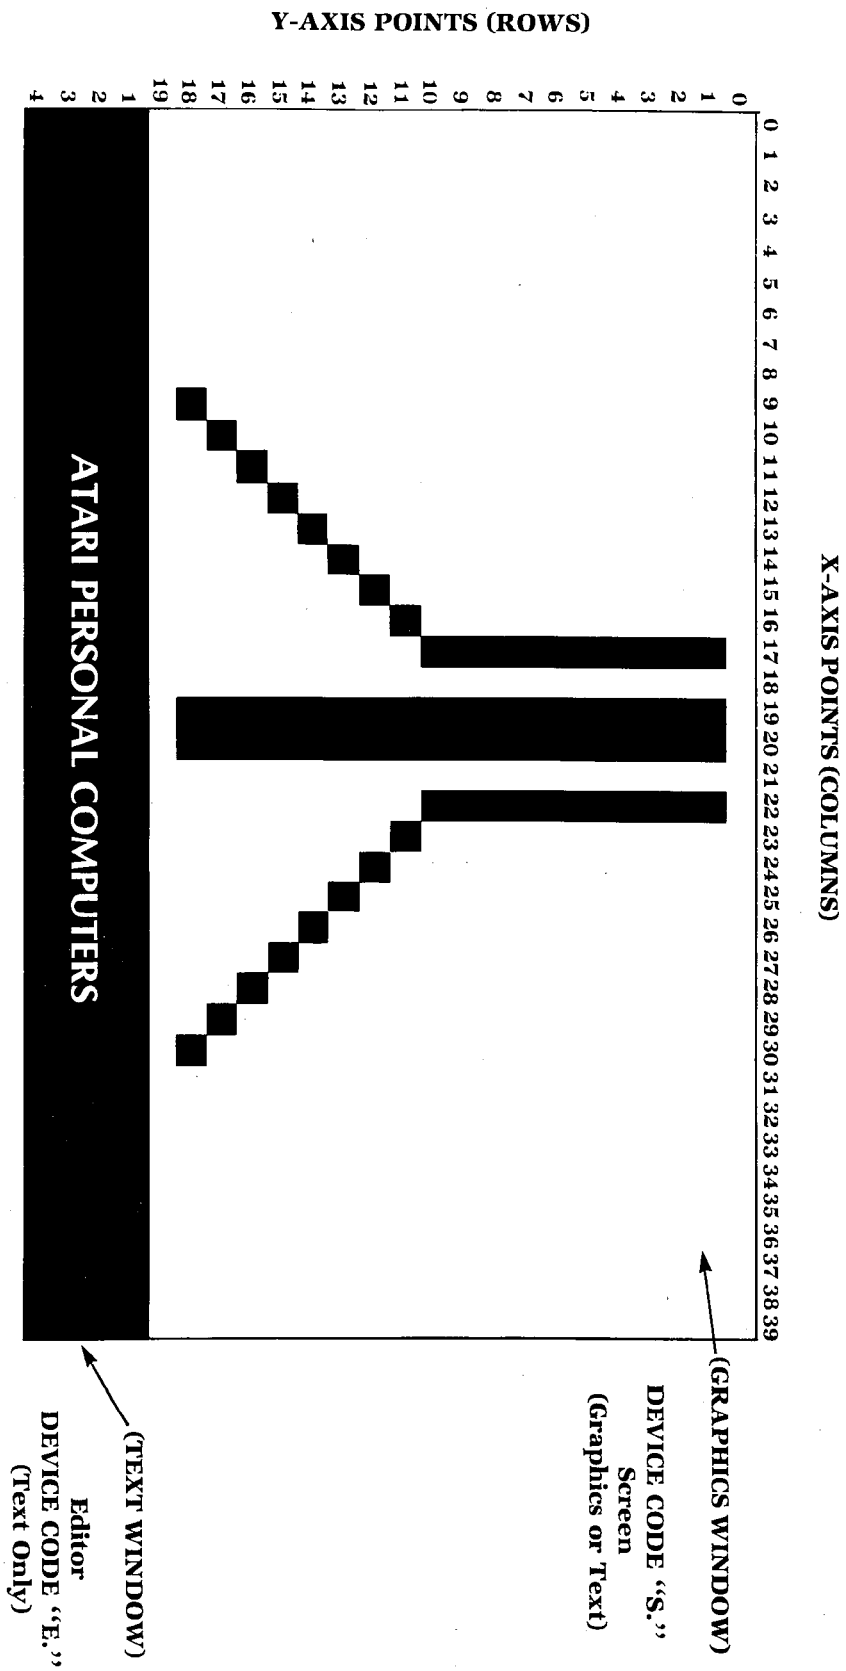 X-AXIS POINTS (COLUMNS)
0 1 2 3 4 5 6 7 8 9 10 11 12 13 14 15 16 17 18 19 20 21 22 23 24 25 26 27 28 29 30 31 32 33 34 35 36 37 38 39
Y-AXIS POINTS (ROWS)
0
1
2
3
4
5
6
7
8
9
10
11
12
13
14
15
16
17
18
19
1
2
3
4
(GRAPHICS WINDOW)
DEVICE CODE “S.”
Screen
(Graphics or Text)
ATARI PERSONAL COMPUTERS
(TEXT WINDOW)
Editor
DEVICE CODE “E.”
(Text Only)